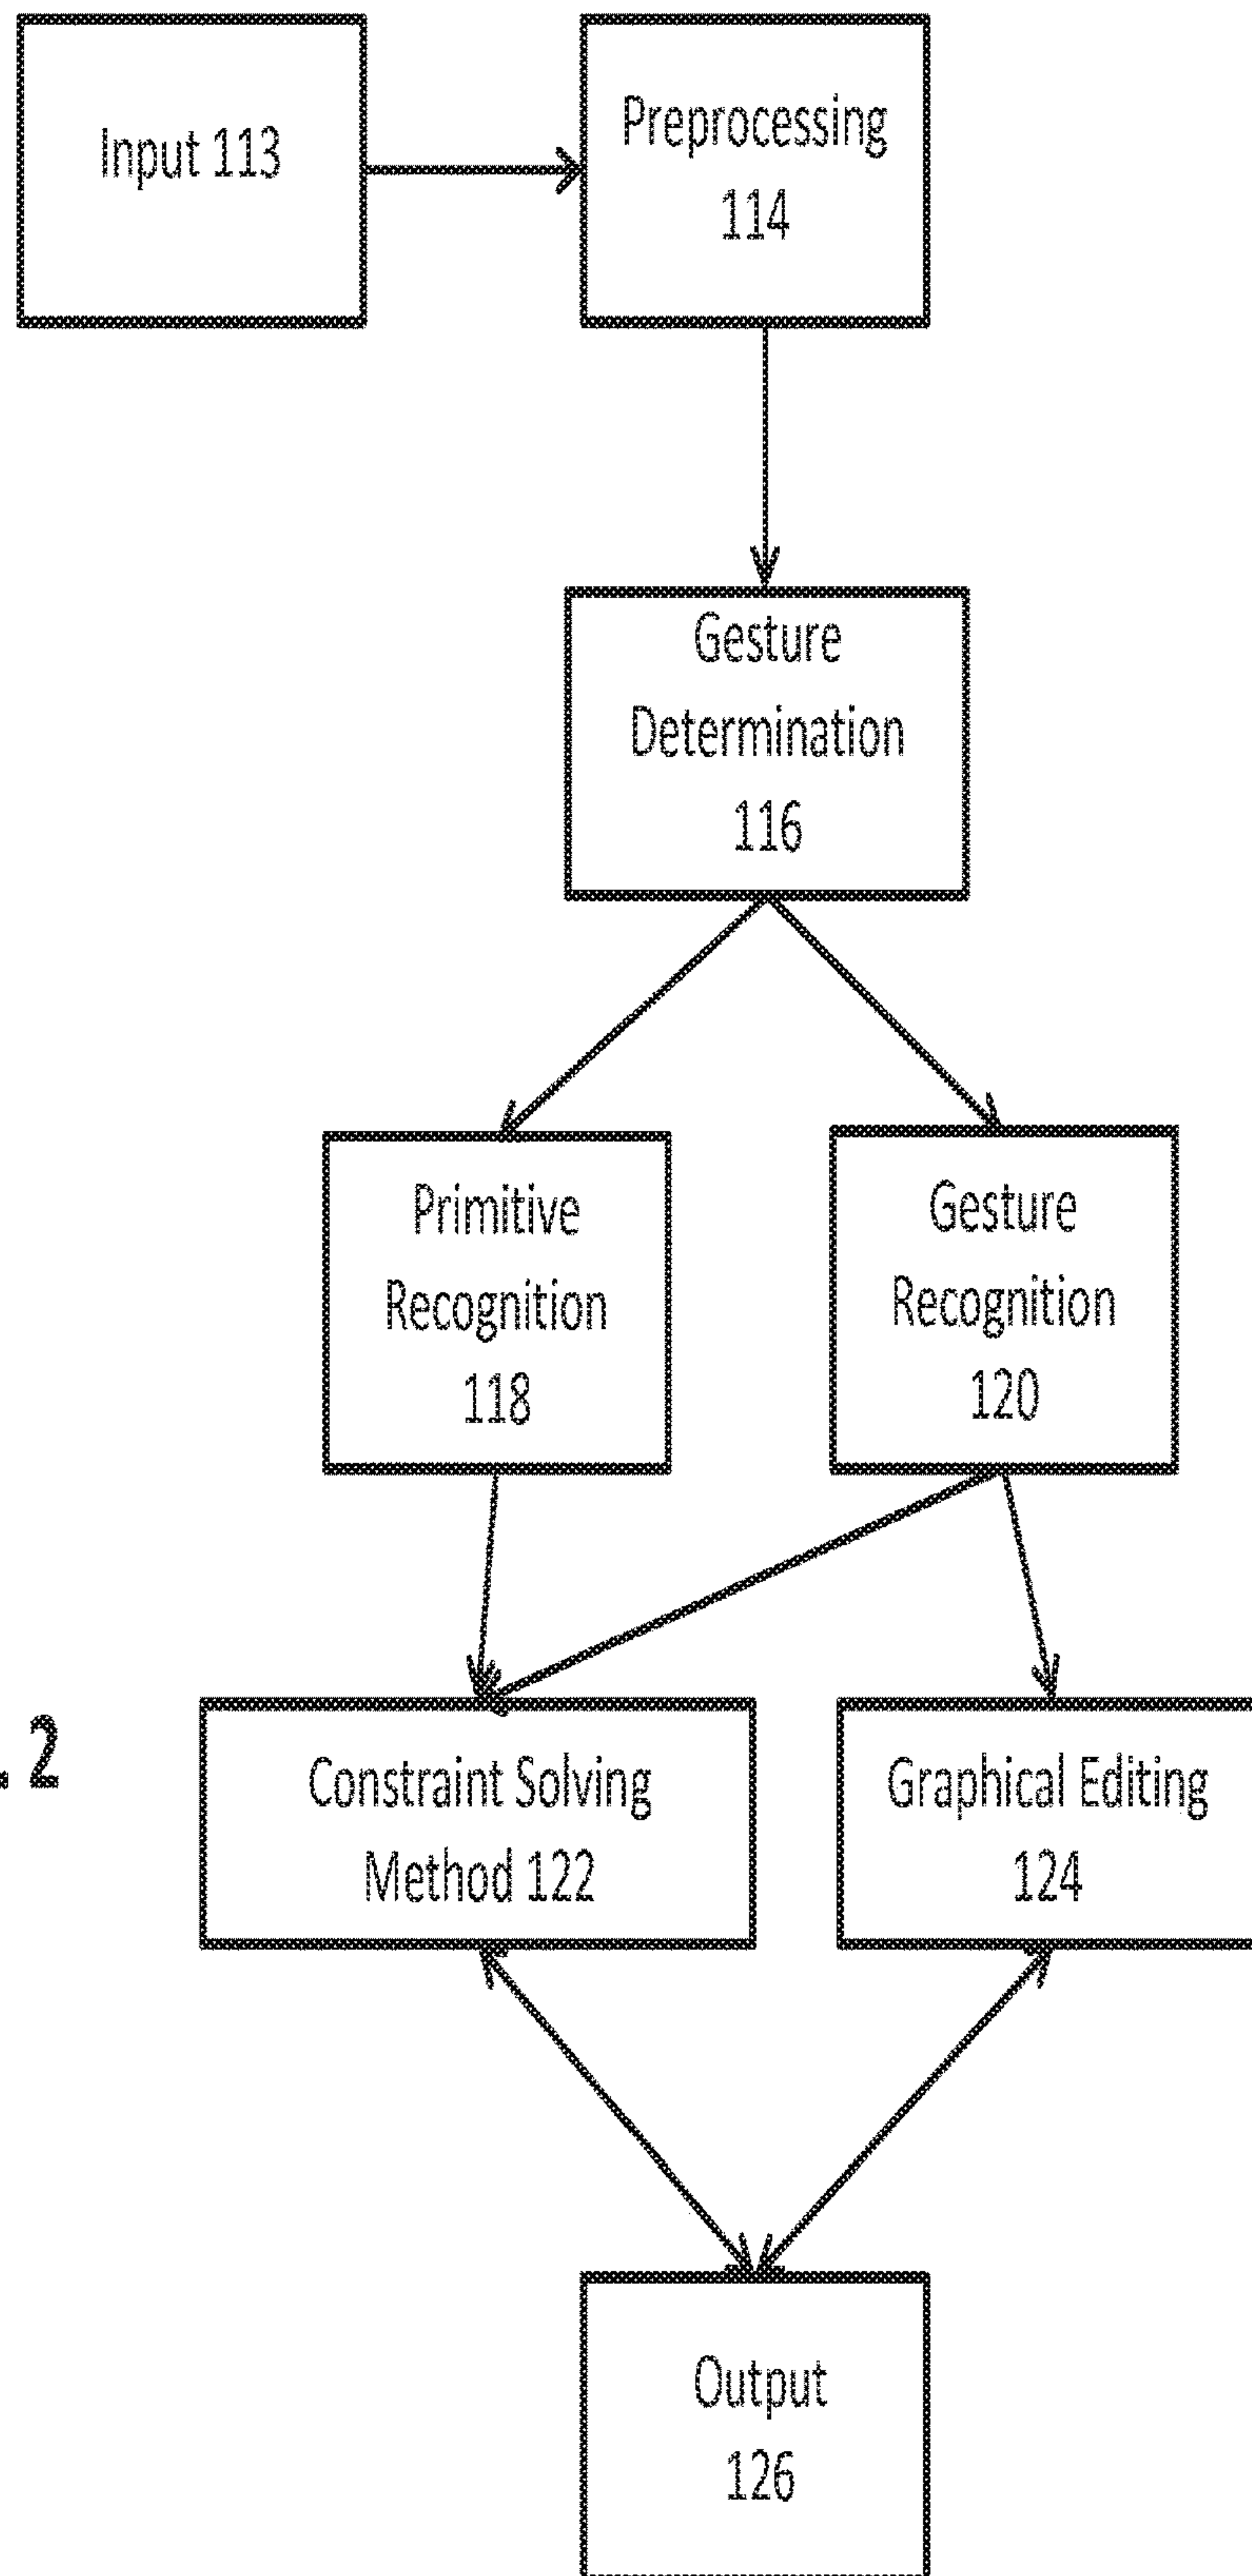 Input 113
Preprocessing
114
Gesture
Determination
116
Primitive
Recognition
118
Gesture
Recognition
120
. 2
Constraint Solving
Method 122
Graphical Editing
124
Output
126